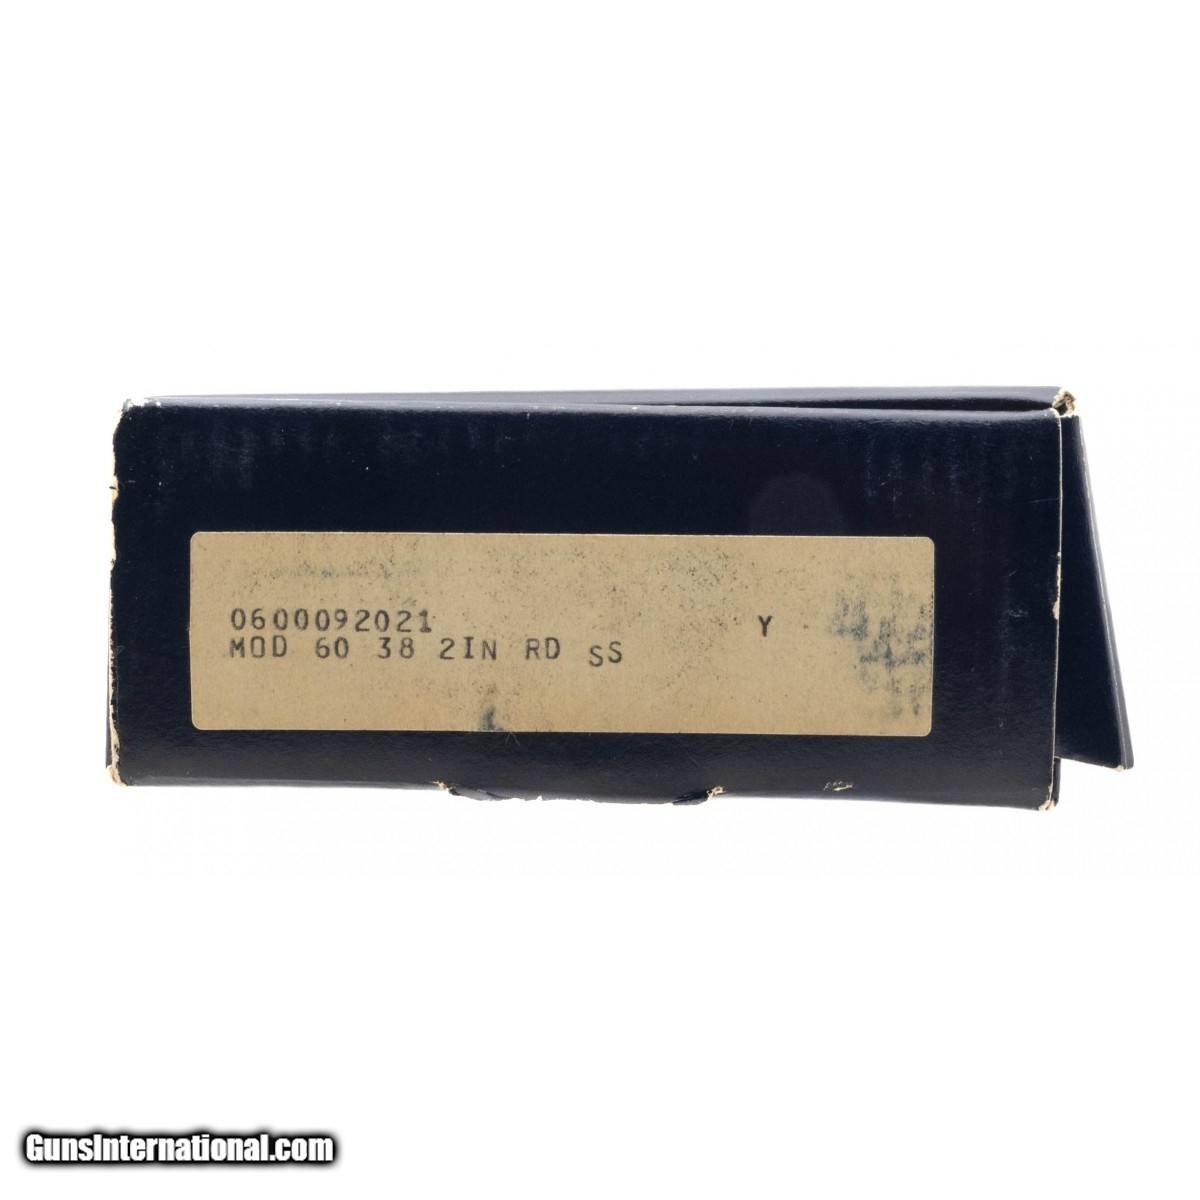 0600092021 Y
MOD 60 38 2IN RD SS
GunsInternational.com